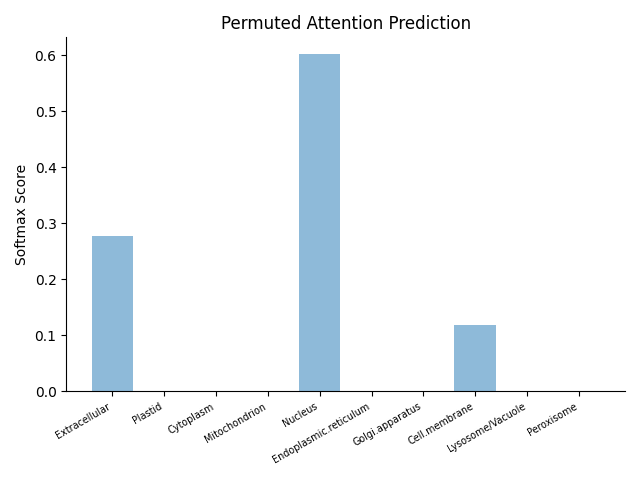 Permuted Attention Prediction
Softmax Score
0.6
0.5
0.4
0.3
0.2
0.1
0.0
Extracellular
Plastid
Cytoplasm
Mitochondrion
Nucleus
Endoplasmic.reticulum
Golgi.apparatus
Cell.membrane
Lysosome/Vacuole
Peroxisome